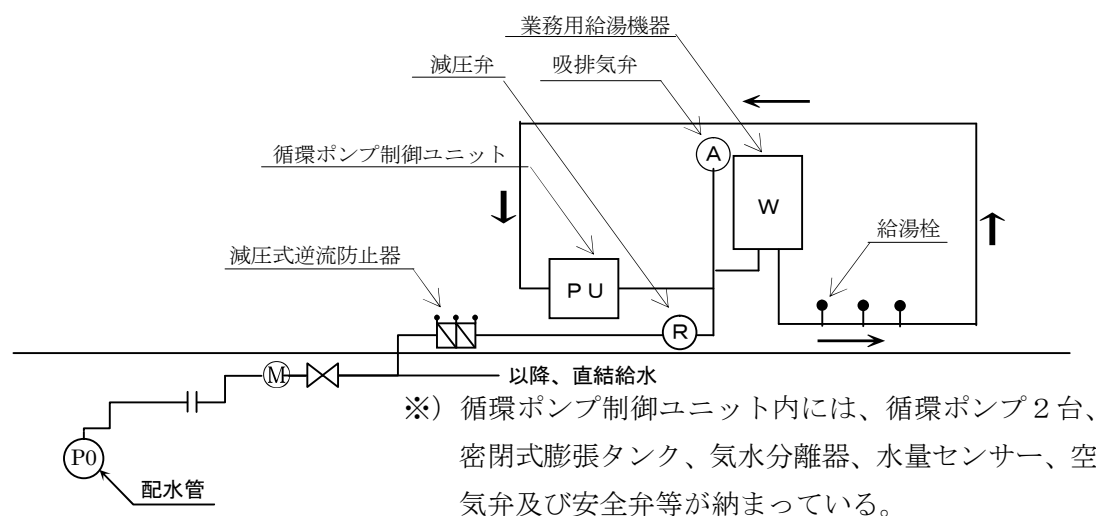 業務用給湯機器
減圧弁
吸排気弁
A
循環ポンプ制御ユニット
W
給湯栓
減圧式逆流防止器
PU
R
M
以降、直結給水
※）循環ポンプ制御ユニット内には、循環ポンプ２台、
密閉式膨張タンク、気水分離器、水量センサー、空
気弁及び安全弁等が納まっている。
P0
配水管